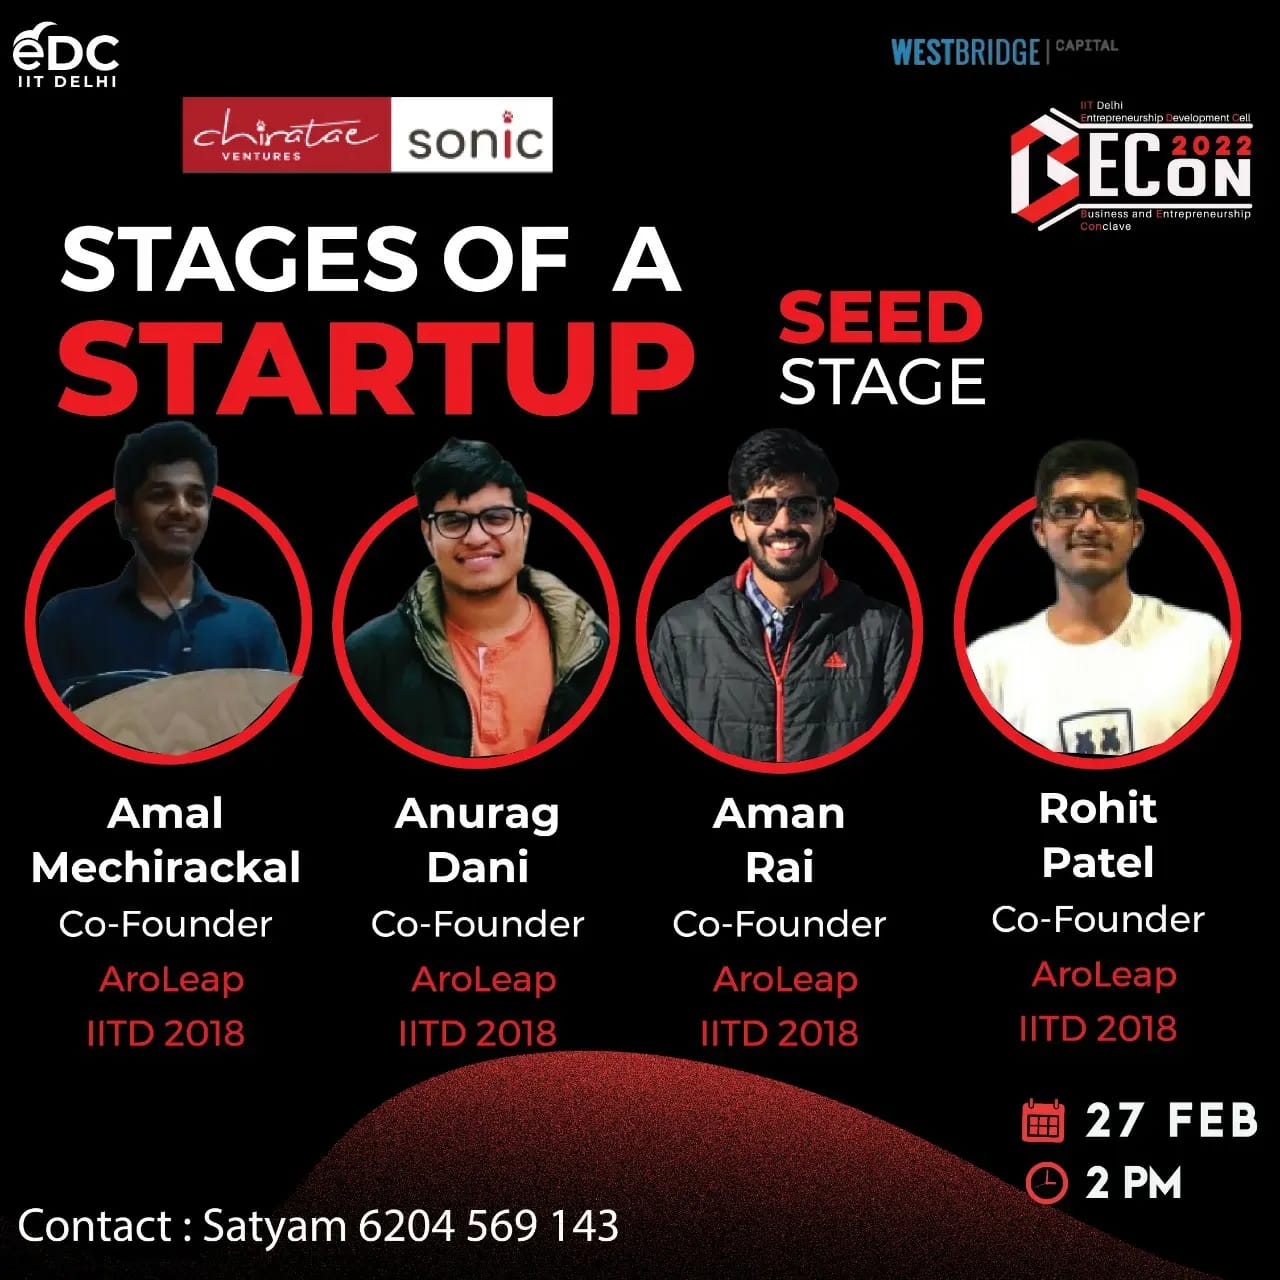 eDC
IIT DELHI
WESTBRIDGE | CAPITAL
chiratae
VENTURES
sonic
IIT Delhi
Entrepreneurship Development Cell
BECon 2022
Business and Entrepreneurship
Conclave
STAGES OF A
STARTUP
SEED
STAGE
Amal
Mechirackal
Co-Founder
AroLeap
IITD 2018
Anurag
Dani
Co-Founder
AroLeap
IITD 2018
Aman
Rai
Co-Founder
AroLeap
IITD 2018
Rohit
Patel
Co-Founder
AroLeap
IITD 2018
27 FEB
2 PM
Contact : Satyam 6204 569 143